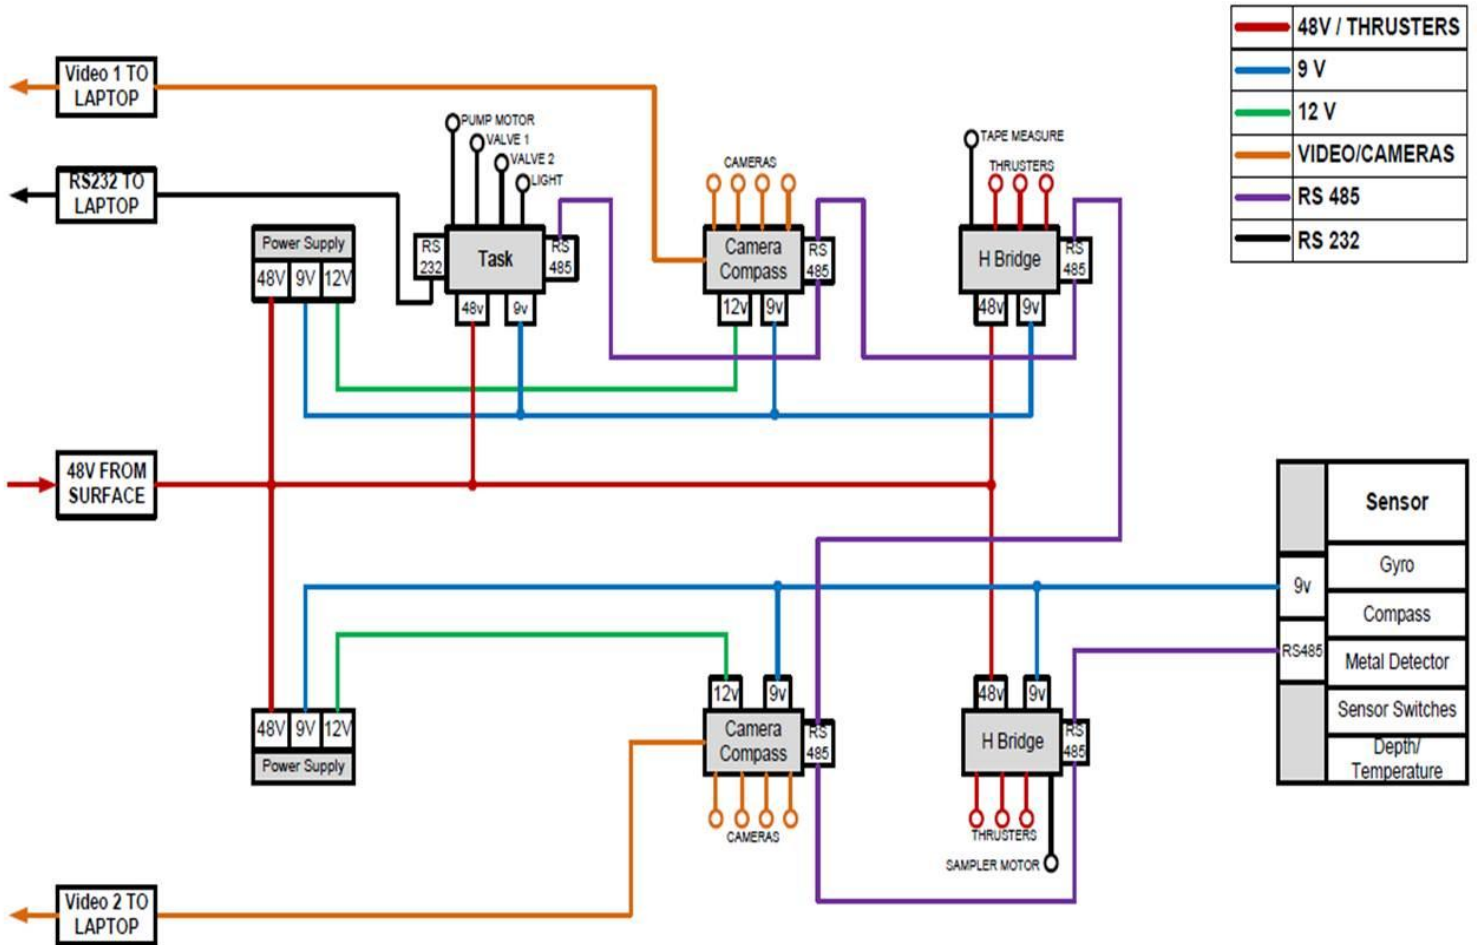 48V / THRUSTERS
9 V
12 V
VIDEO/CAMERAS
RS 485
RS 232
Video 1 TO
LAPTOP
RS232 TO
LAPTOP
PUMP MOTOR
VALVE 1
VALVE 2
LIGHT
CAMERAS
TAPE MEASURE
THRUSTERS
Power Supply
48V 9V 12V
RS
232
Task
RS
485
48v 9v
Camera
Compass
RS
485
12v 9v
H Bridge
RS
485
48v 9v
48V FROM
SURFACE
Sensor
9v
Gyro
Compass
RS485
Metal Detector
Sensor Switches
Depth/
Temperature
48V 9V 12V
Power Supply
12v 9v
Camera
Compass
RS
485
CAMERAS
48v 9v
H Bridge
RS
485
THRUSTERS
SAMPLER MOTOR
Video 2 TO
LAPTOP